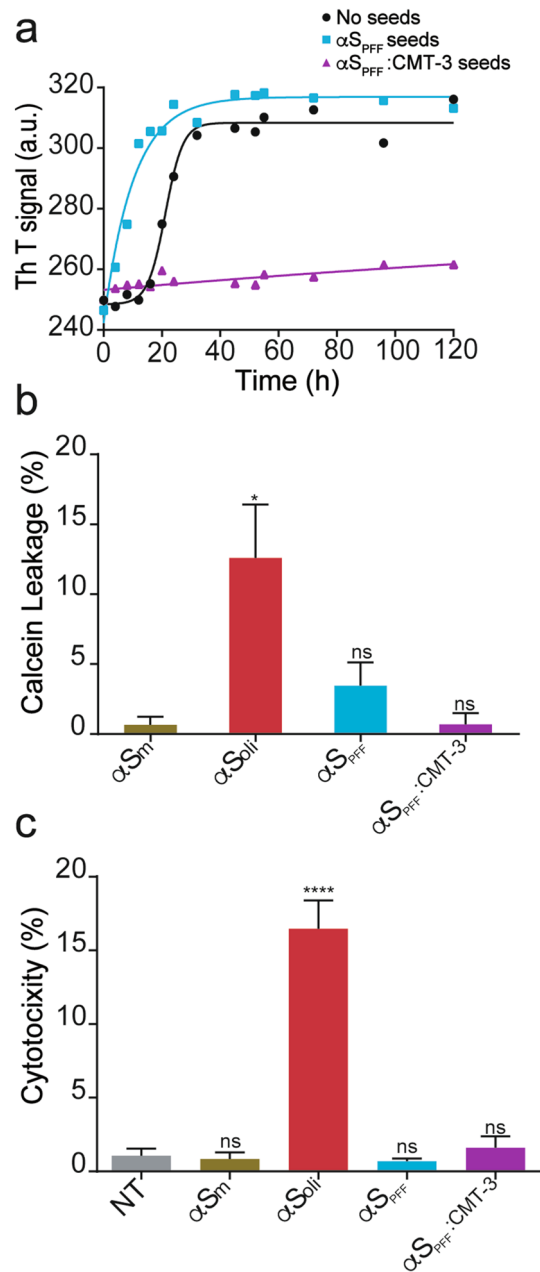 a
No seeds
αSPFF seeds
αSPFF:CMT-3 seeds
Th T signal (a.u.)
320
300
280
260
240
0 20 40 60 80 100 120
Time (h)
b
Calcein Leakage (%)
20
15
10
5
0
*
ns
ns
αSm αSoli αSPFF αSPFF:CMT-3
c
Cytotocixity (%)
20
15
10
5
0
****
ns
ns
ns
NT αSm αSoli αSPFF αSPFF:CMT-3